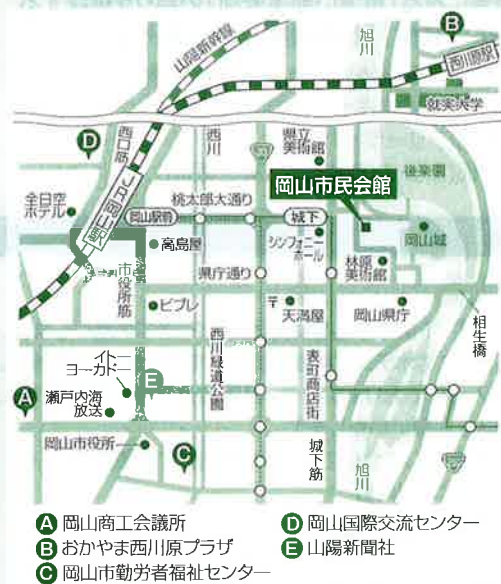 旭川
B
西川原駅
山陽新幹線
就実大学
D
西口筋
西川
県立
美術館
後楽園
岡山市民会館
全日空
ホテル
JR岡山駅
桃太郎大通り
岡山駅前
城下
岡山城
高島屋
シンフォニー
ホール
林原
美術館
市役所筋
県庁通り
ビブレ
〒
天満屋
岡山県庁
相生橋
イトー
ヨーカドー
E
西川緑道公園
表町商店街
A
瀬戸内海
放送
岡山市役所
C
城下筋
旭川
A 岡山商工会議所
B おかやま西川原プラザ
C 岡山市勤労者福祉センター
D 岡山国際交流センター
E 山陽新聞社